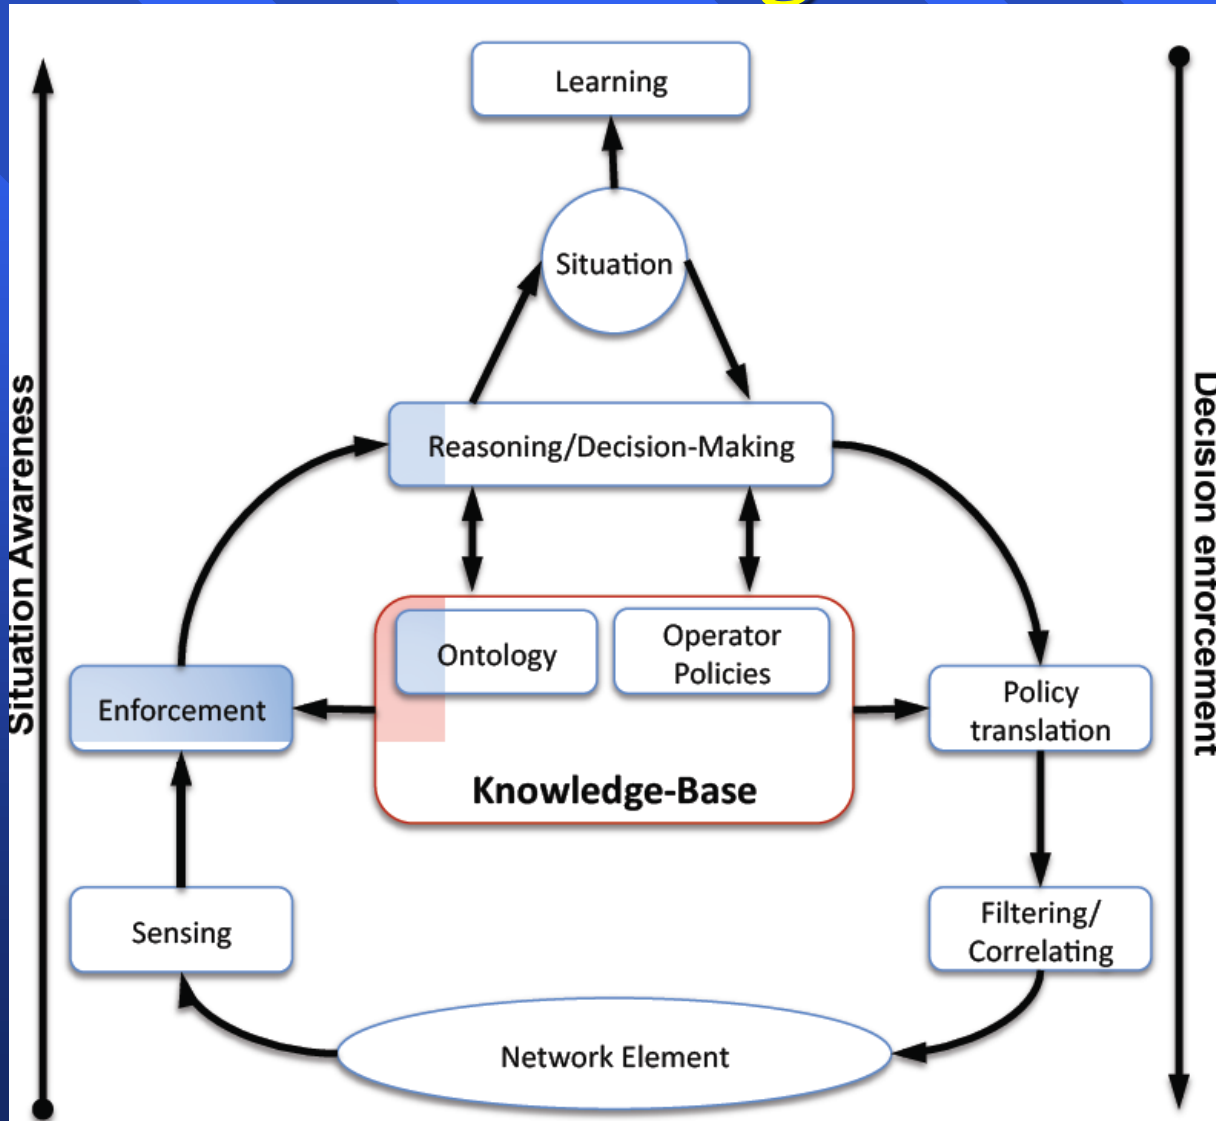 Learning
Situation
Reasoning/Decision-Making
Ontology
Operator
Policies
Enforcement
Policy
translation
Knowledge-Base
Sensing
Filtering/
Correlating
Network Element
Situation Awareness
Decision enforcement